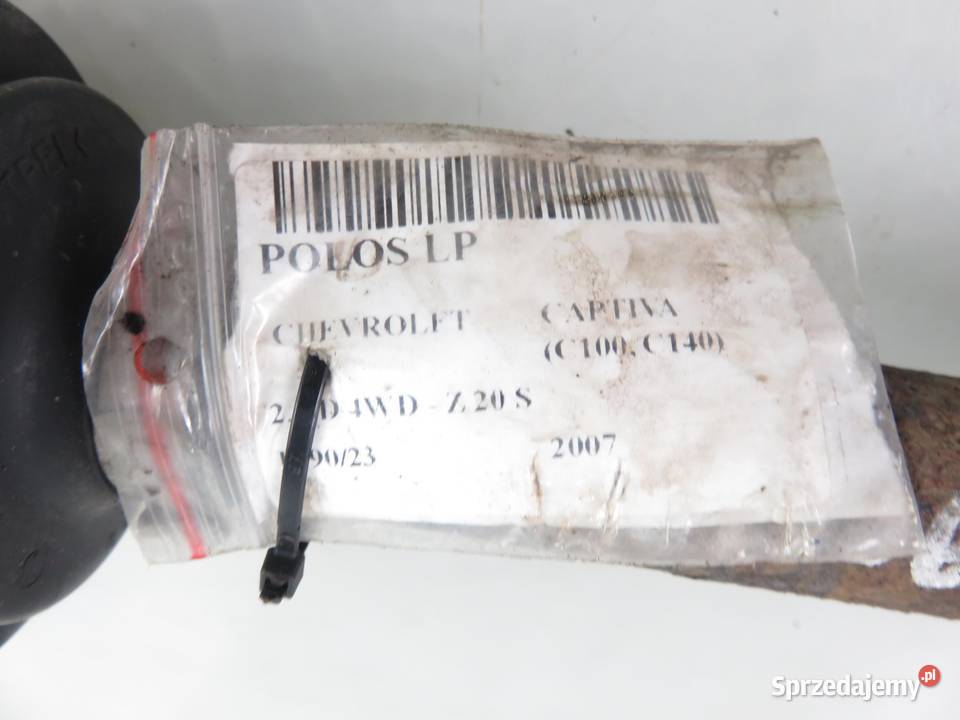 POLOS LP
CHEVROLET CAPTIVA
(C100, C140)
4WD - Z 20 S
2007
Sprzedajemy.pl